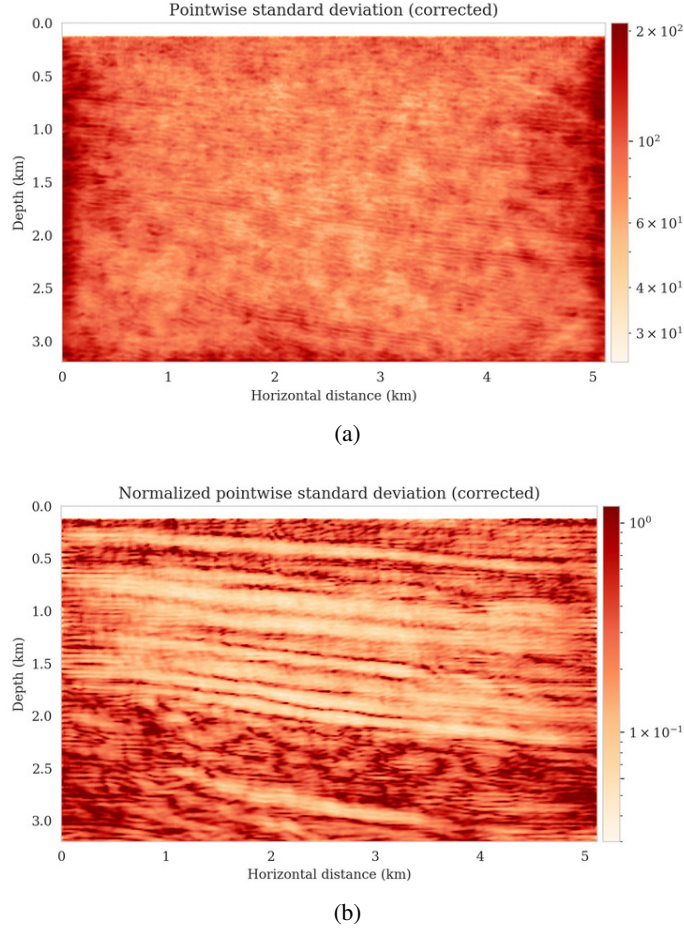 Pointwise standard deviation (corrected)
0.0
0.5
1.0
1.5
2.0
2.5
3.0
Depth (km)
0 1 2 3 4 5
Horizontal distance (km)
2 × 10²
10²
6 × 10¹
4 × 10¹
3 × 10¹
(a)
Normalized pointwise standard deviation (corrected)
0.0
0.5
1.0
1.5
2.0
2.5
3.0
Depth (km)
0 1 2 3 4 5
Horizontal distance (km)
10⁰
1 × 10⁻¹
(b)